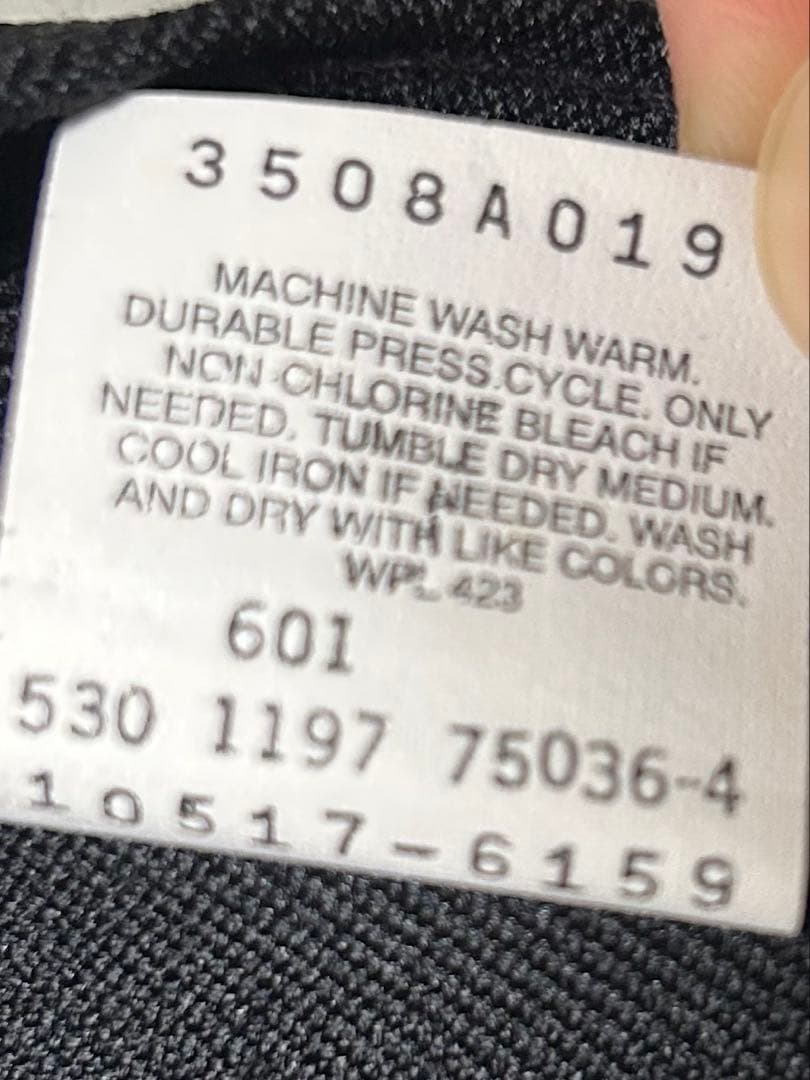 3508A019
MACHINE WASH WARM.
DURABLE PRESS CYCLE. ONLY
NON-CHLORINE BLEACH IF
NEEDED. TUMBLE DRY MEDIUM.
COOL IRON IF NEEDED. WASH
AND DRY WITH LIKE COLORS.
WPL 423
601
530 1197 75036-4
10517-6159